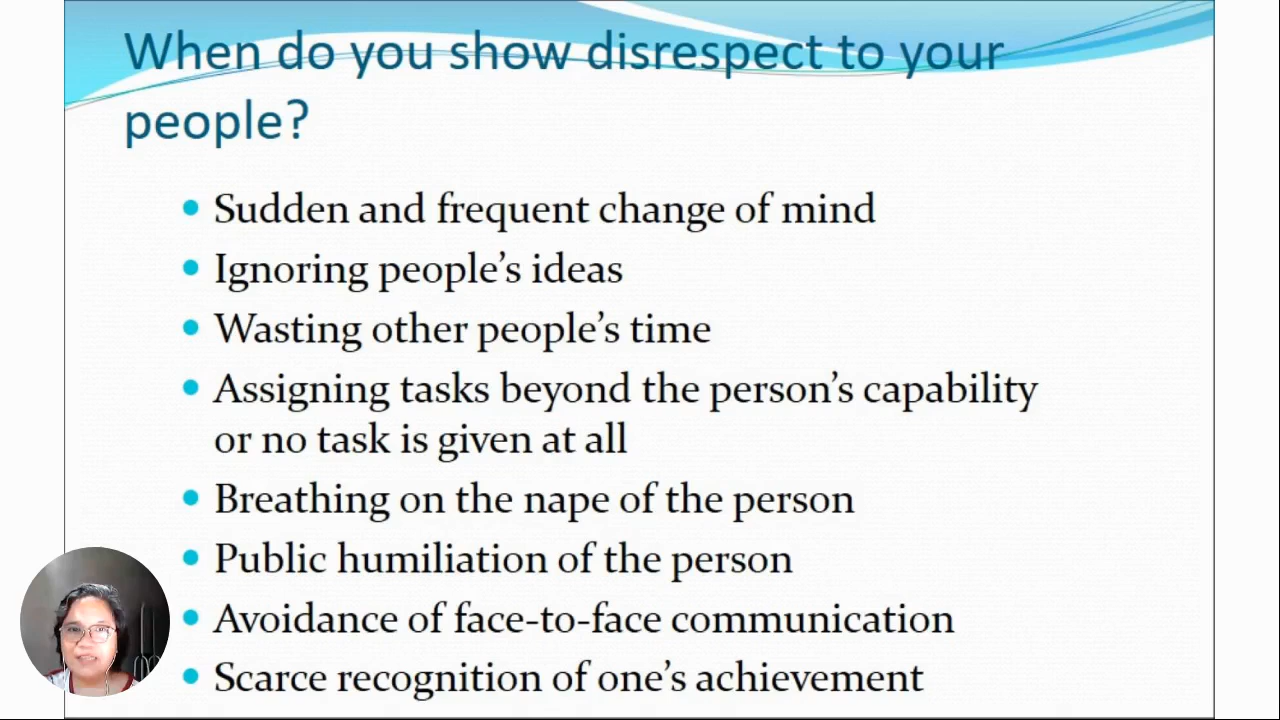 When do you show disrespect to your
people?
• Sudden and frequent change of mind
• Ignoring people’s ideas
• Wasting other people’s time
• Assigning tasks beyond the person’s capability
or no task is given at all
• Breathing on the nape of the person
• Public humiliation of the person
• Avoidance of face-to-face communication
• Scarce recognition of one’s achievement